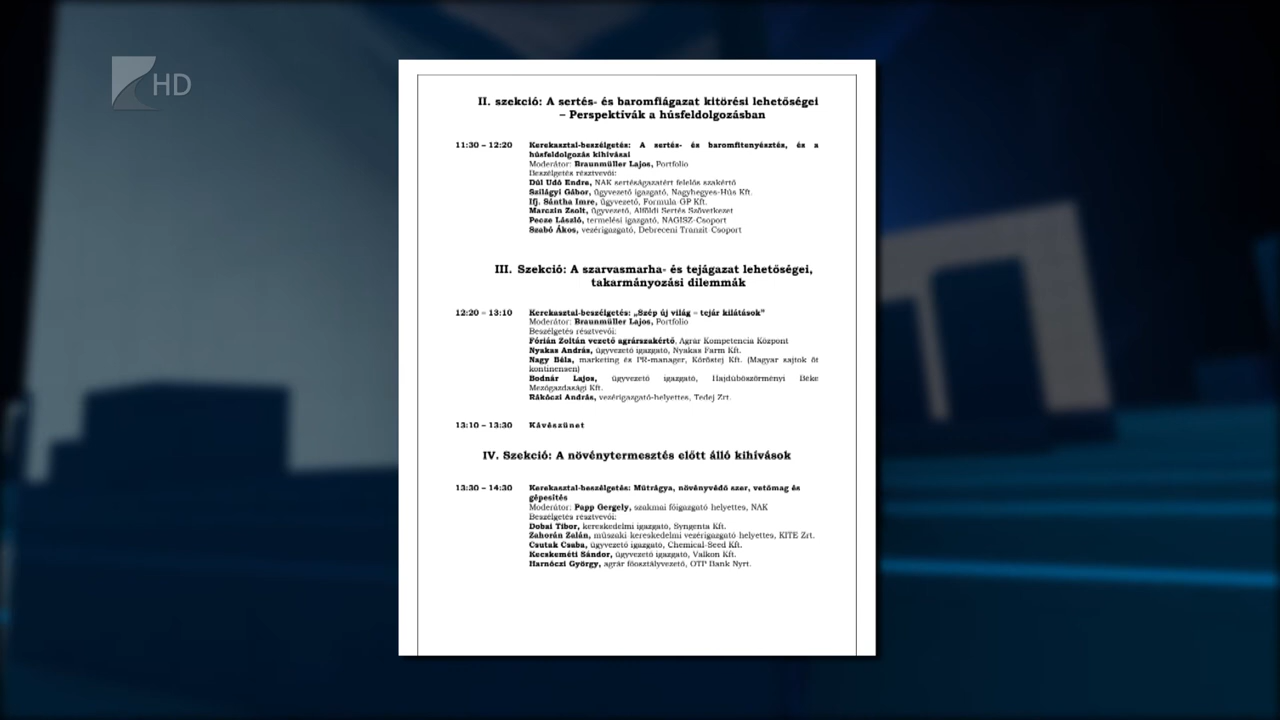 HD
II. szekció: A sertés- és baromfiágazat kitörési lehetőségei
– Perspektívák a húsfeldolgozásban
11:30 – 12:20 Kerekasztal-beszélgetés: A sertés- és baromfitenyésztés, és a
húsfeldolgozás kihívásai
Moderátor: Braunmüller Lajos, Portfolio
Beszélgetés résztvevői:
Dúl Udó Endre, NAK sertéságazatért felelős szakértő
Szilágyi Gábor, ügyvezető igazgató, Nagyhegyes-Hús Kft.
Ifj. Sántha Imre, ügyvezető, Formula-GP Kft.
Marczin Zsolt, ügyvezető, Alföldi Sertés Szövetkezet
Pecze László, termelési igazgató, NAGISZ-Csoport
Szabó Ákos, vezérigazgató, Debreceni Tranzit Csoport
III. Szekció: A szarvasmarha- és tejágazat lehetőségei,
takarmányozási dilemmák
12:20 – 13:10 Kerekasztal-beszélgetés: „Szép új világ – tejár kilátások”
Moderátor: Braunmüller Lajos, Portfolio
Beszélgetés résztvevői:
Fórián Zoltán vezető agrárszakértő, Agrár Kompetencia Központ
Nyakas András, ügyvezető igazgató, Nyakas Farm Kft.
Nagy Béla, marketing és PR-manager, Köröstej Kft. (Magyar sajtok öt
kontinensen)
Bodnár Lajos, ügyvezető igazgató, Hajdúböszörményi Béke
Mezőgazdasági Kft.
Rákóczi András, vezérigazgató-helyettes, Tedej Zrt.
13:10 – 13:30 Kávészünet
IV. Szekció: A növénytermesztés előtt álló kihívások
13:30 – 14:30 Kerekasztal-beszélgetés: Műtrágya, növényvédő szer, vetőmag és
gépesítés
Moderátor: Papp Gergely, szakmai főigazgató helyettes, NAK
Beszélgetés résztvevői:
Dobai Tibor, kereskedelmi igazgató, Syngenta Kft.
Zahorán Zalán, műszaki kereskedelmi vezérigazgató helyettes, KITE Zrt.
Csutak Csaba, ügyvezető igazgató, Chemical-Seed Kft.
Kecskeméti Sándor, ügyvezető igazgató, Valkon Kft.
Harnóczi György, agrár főosztályvezető, OTP Bank Nyrt.